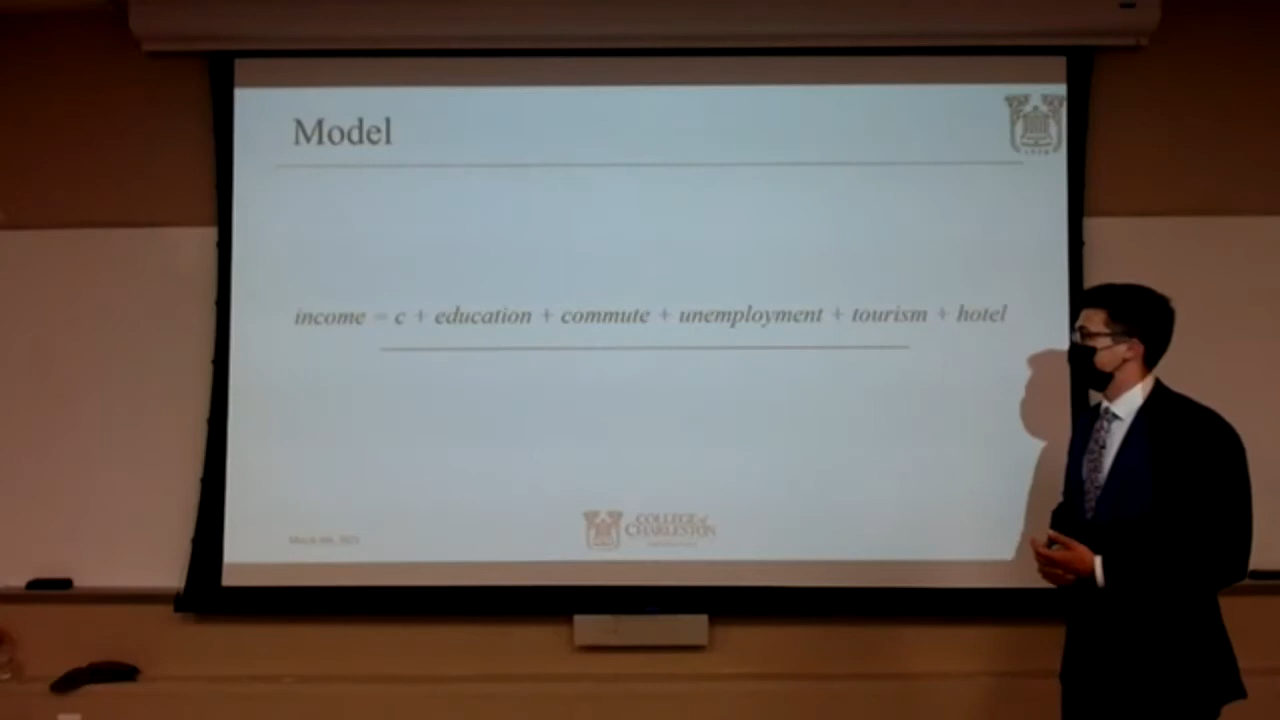 Model
income = c + education + commute + unemployment + tourism + hotel
COLLEGE of
CHARLESTON